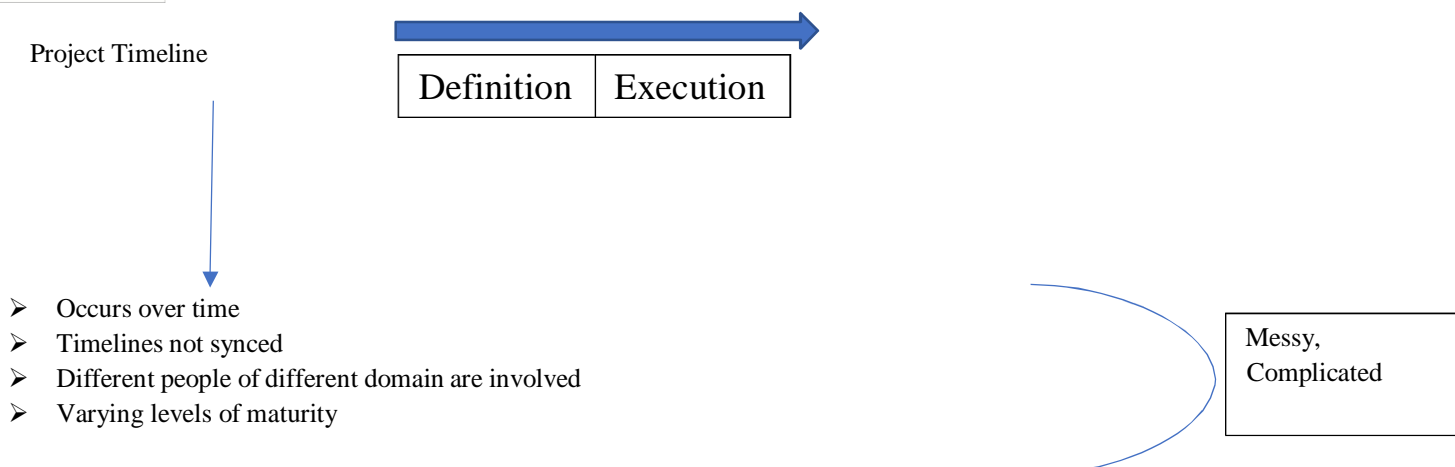 Project Timeline
Definition Execution
➢ Occurs over time
➢ Timelines not synced
➢ Different people of different domain are involved
➢ Varying levels of maturity
Messy,
Complicated